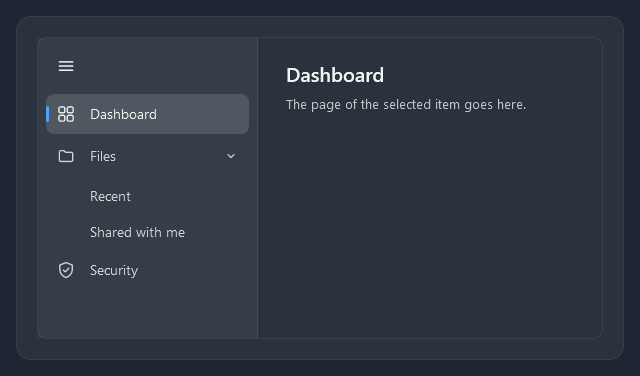 Dashboard
Files
Recent
Shared with me
Security
Dashboard
The page of the selected item goes here.